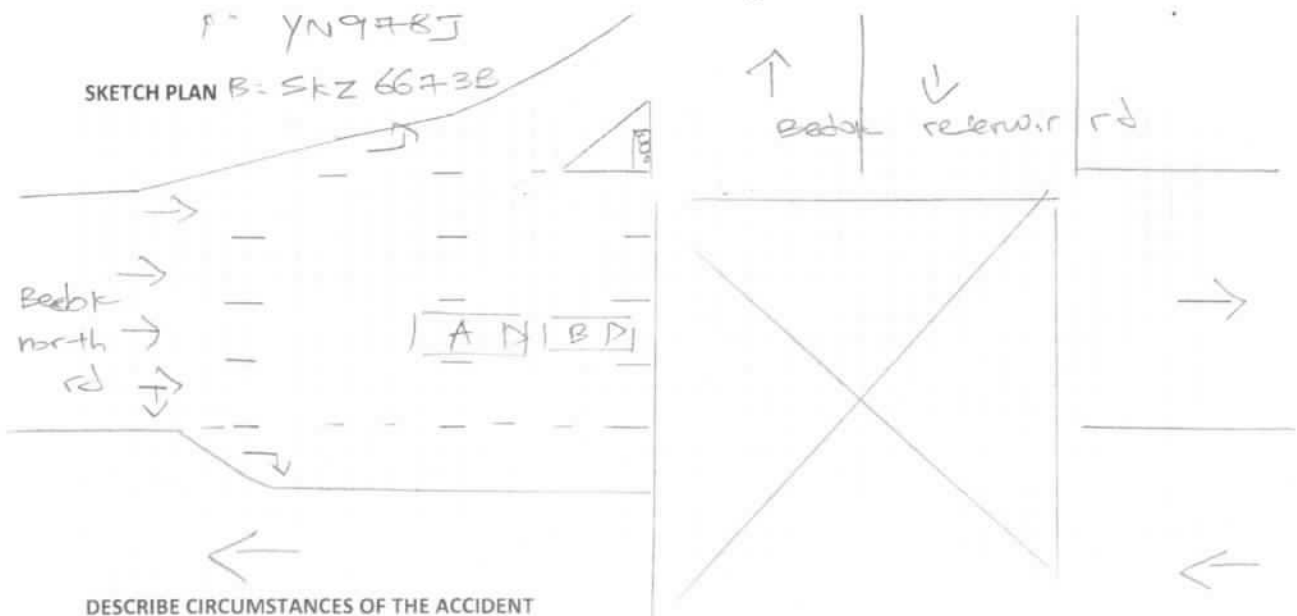 YN978J
SKETCH PLAN B: SKZ 6673B
Bedok reservoir rd
Bedok
north
rd
A B
DESCRIBE CIRCUMSTANCES OF THE ACCIDENT